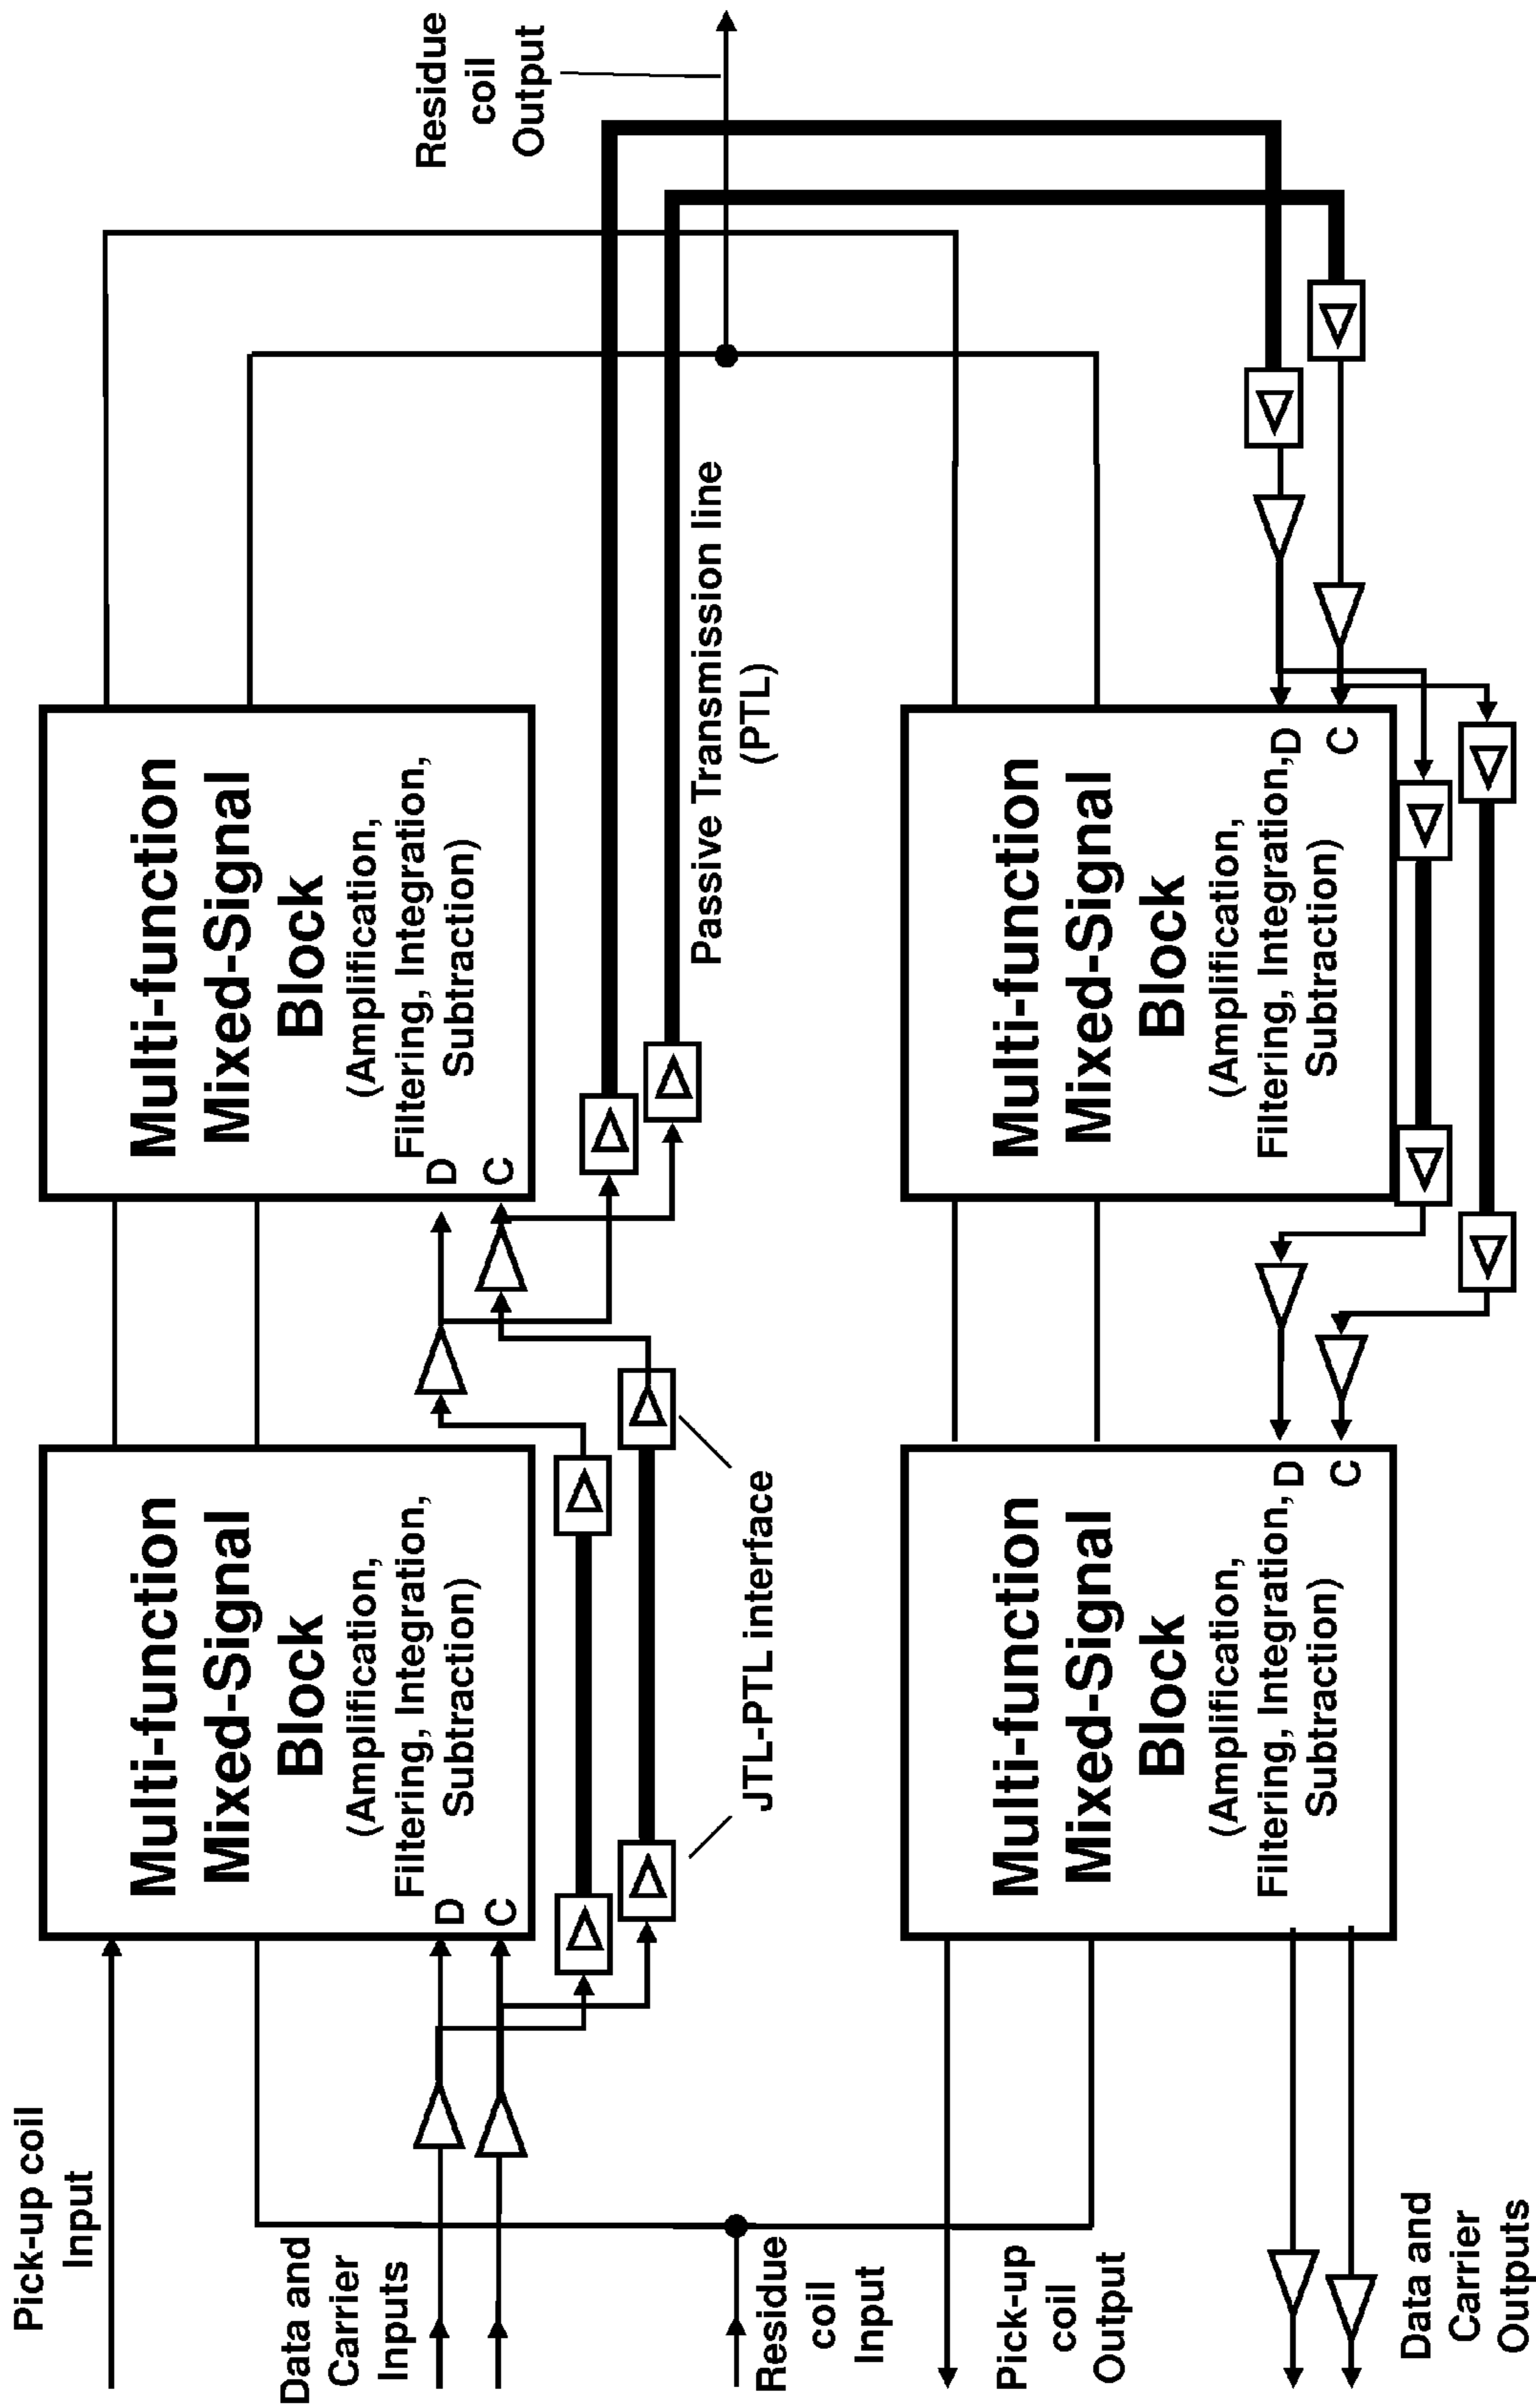 Pick-up coil
Input
Multi-function
Mixed-Signal
Block
(Amplification,
Filtering, Integration,
Subtraction)
D
C
Multi-function
Mixed-Signal
Block
(Amplification,
Filtering, Integration,
Subtraction)
D
C
Residue
coil
Output
Data and
Carrier
Inputs
JTL-PTL interface
Passive Transmission line
(PTL)
Residue
coil
Input
Pick-up
coil
Output
Multi-function
Mixed-Signal
Block
(Amplification,
Filtering, Integration,
Subtraction)
D
C
Multi-function
Mixed-Signal
Block
(Amplification,
Filtering, Integration,
Subtraction)
D
C
Data and
Carrier
Outputs